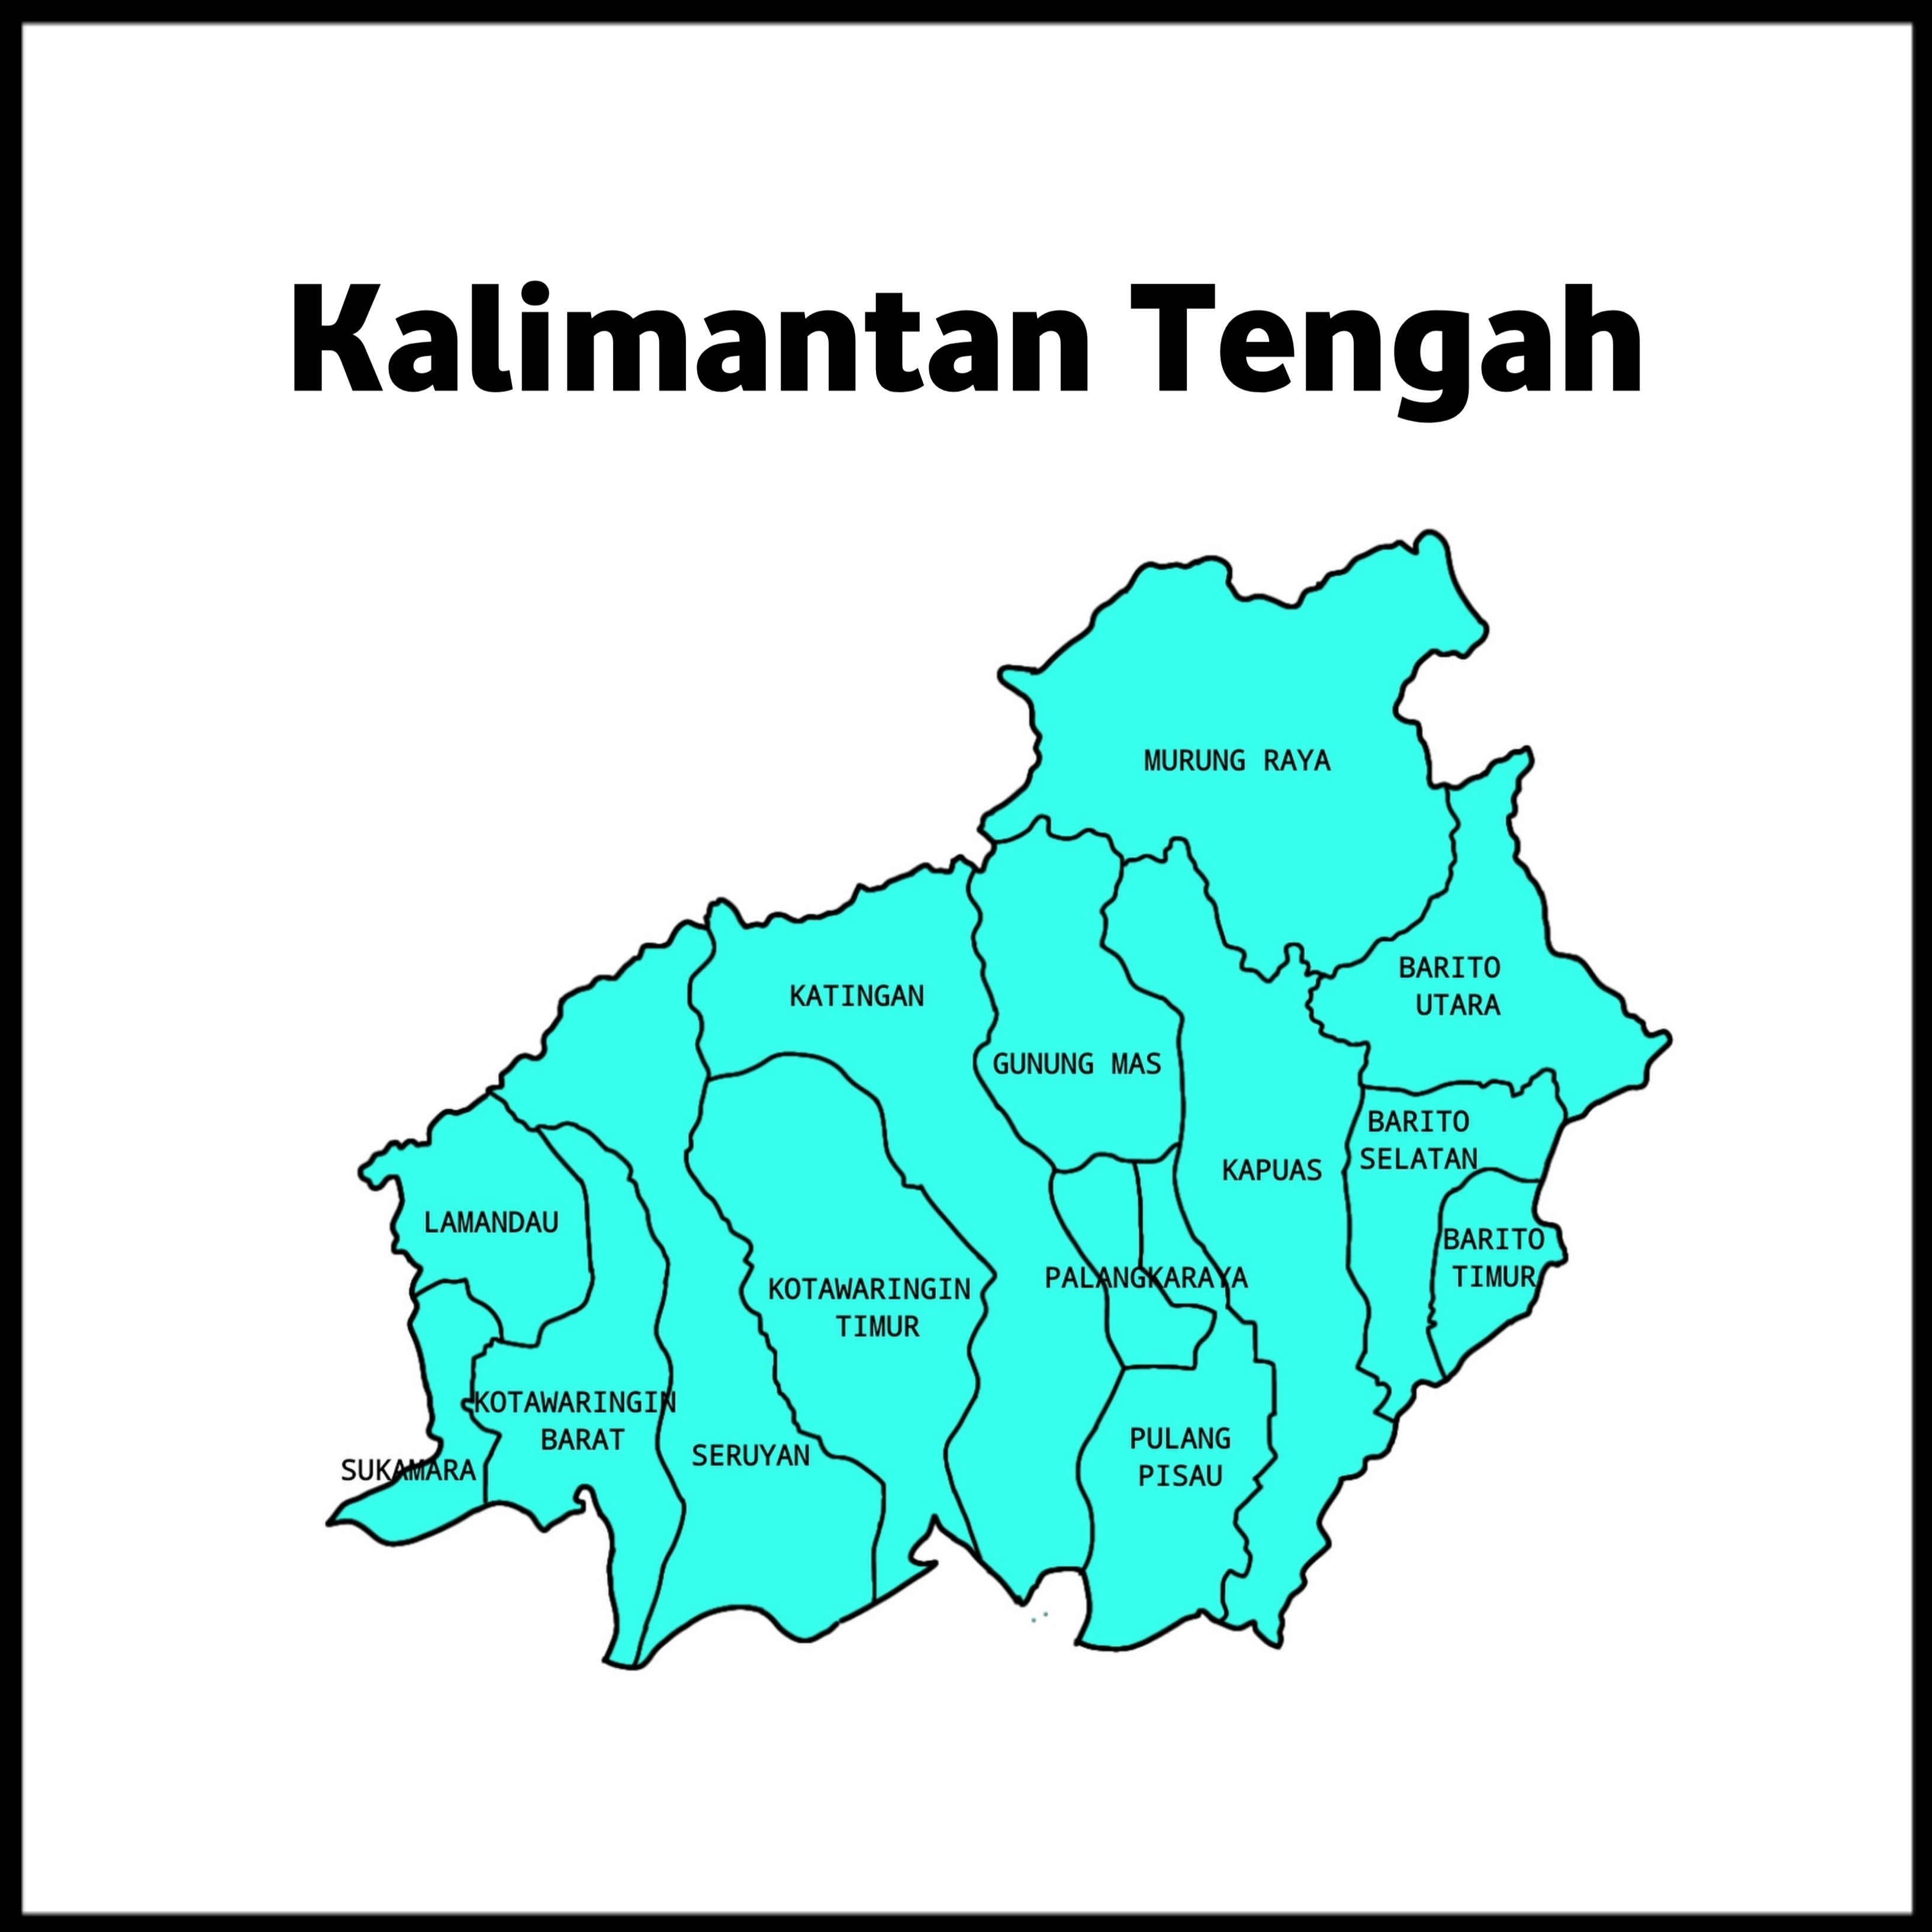 Kalimantan Tengah
MURUNG RAYA
BARITO
UTARA
KATINGAN
GUNUNG MAS
BARITO
SELATAN
KAPUAS
LAMANDAU
BARITO
TIMUR
PALANGKARAYA
KOTAWARINGIN
TIMUR
KOTAWARINGIN
BARAT
PULANG
PISAU
SERUYAN
SUKAMARA